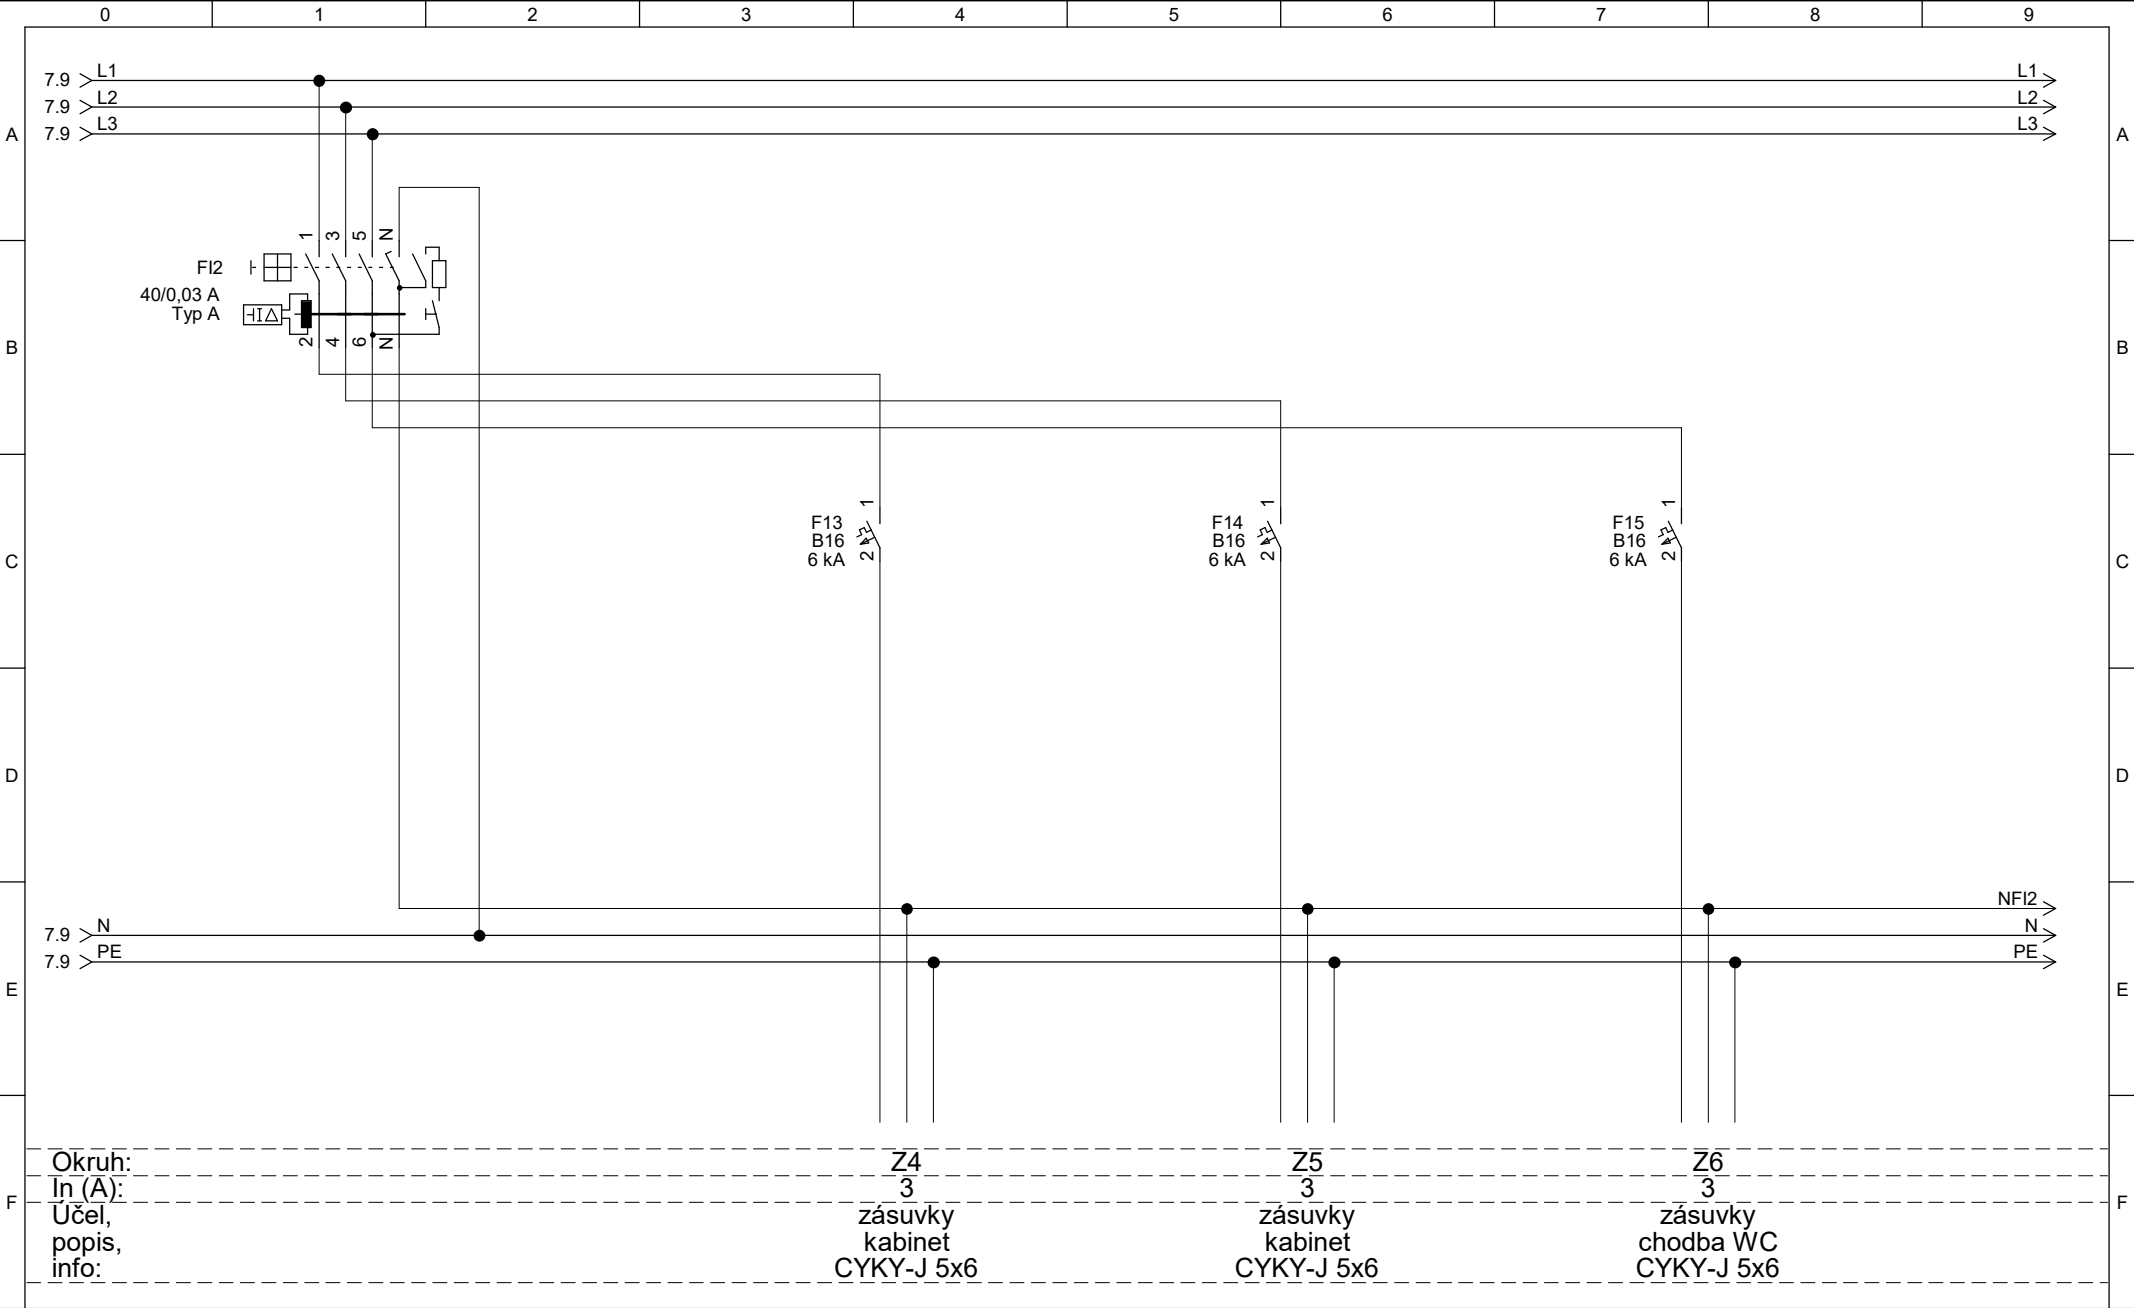 0 1 2 3 4 5 6 7 8 9
7.9 L1 L1
7.9 L2 L2
A 7.9 L3 L3 A
1 3 5 N
FI2
40/0,03 A
Typ A
2 4 6 N
B B
1 1 1
F13 F14 F15
B16 B16 B16
6 kA 6 kA 6 kA
2 2 2
C C
D D
NFI2
7.9 N N
7.9 PE PE
E E
Okruh: Z4 Z5 Z6
In (A): 3 3 3
F F
Účel, zásuvky zásuvky zásuvky
popis, kabinet kabinet chodba WC
info: CYKY-J 5x6 CYKY-J 5x6 CYKY-J 5x6